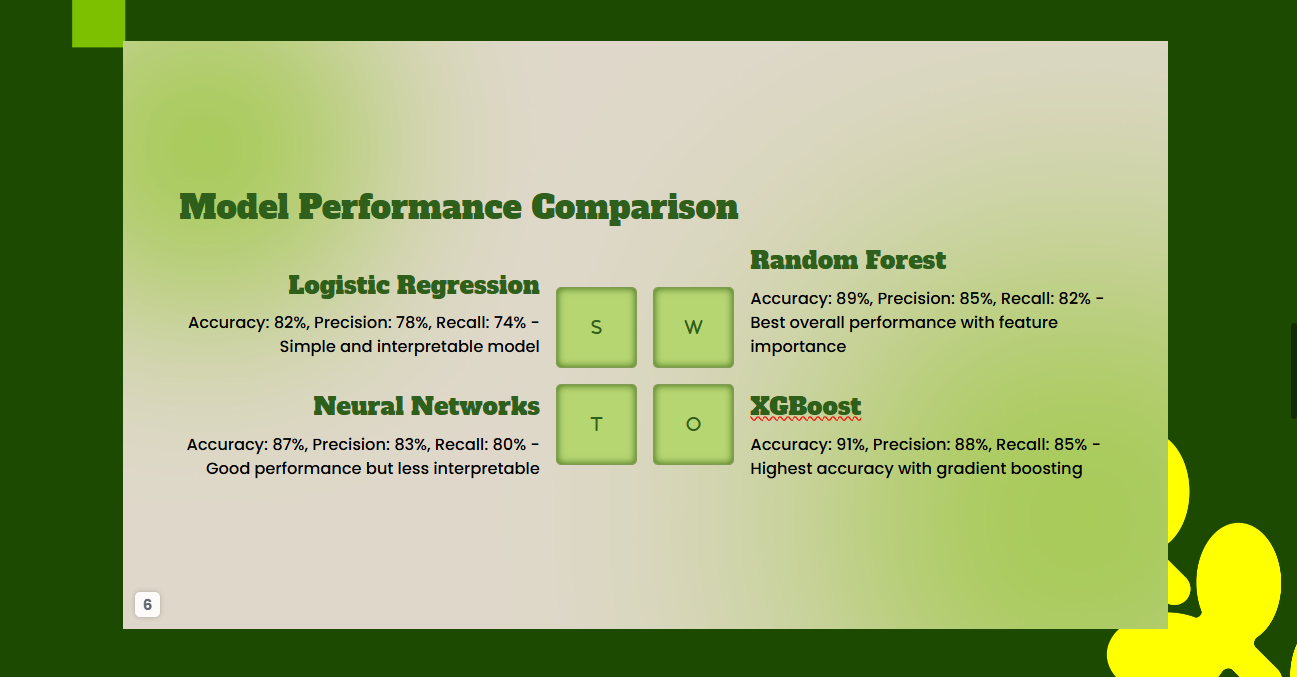 Model Performance Comparison
Logistic Regression
Accuracy: 82%, Precision: 78%, Recall: 74% -
Simple and interpretable model
S
W
Random Forest
Accuracy: 89%, Precision: 85%, Recall: 82% -
Best overall performance with feature
importance
Neural Networks
Accuracy: 87%, Precision: 83%, Recall: 80% -
Good performance but less interpretable
T
O
XGBoost
Accuracy: 91%, Precision: 88%, Recall: 85% -
Highest accuracy with gradient boosting
6